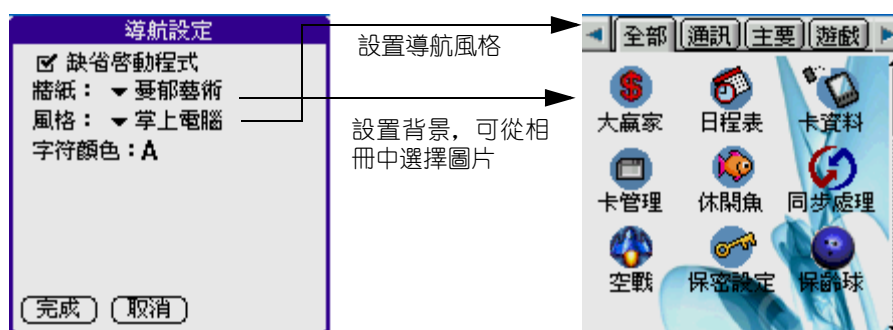 導航設定
缺省啓動程式
牆紙： 憂郁藝術
風格： 掌上電腦
字符顏色：A
完成 取消
設置導航風格
設置背景，可從相
冊中選擇圖片
全部 通訊 主要 遊戲
大贏家 日程表 卡資料
卡管理 休閑魚 同步處理
空戰 保密設定 保齡球